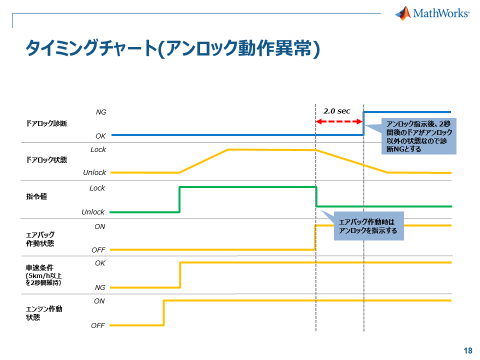 MathWorks
タイミングチャート(アンロック動作異常)
2.0 sec
ドアロック診断
NG
OK
アンロック指示後、2秒
間後のドアがアンロック
以外の状態なので診
断NGとする
ドアロック状態
Lock
Unlock
指令値
Lock
Unlock
エアバッグ作動時は
アンロックを指示する
エアバッグ
作動状態
ON
OFF
車速条件
(5km/h以上
を2秒間維持)
OK
NG
エンジン作動
状態
ON
OFF
18